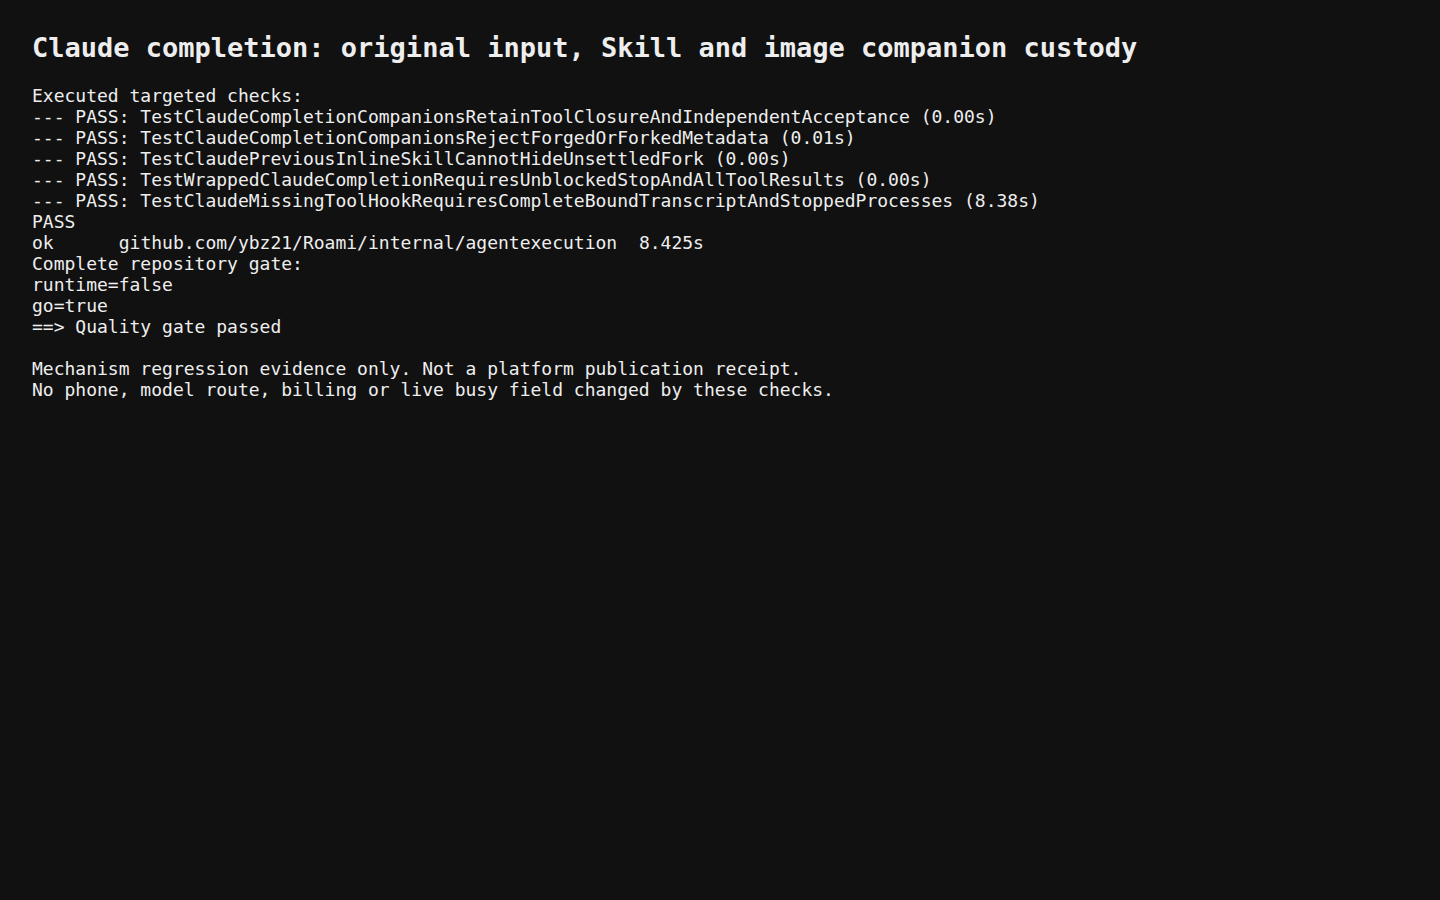 Claude completion: original input, Skill and image companion custody
Executed targeted checks:
--- PASS: TestClaudeCompletionCompanionsRetainToolClosureAndIndependentAcceptance (0.00s)
--- PASS: TestClaudeCompletionCompanionsRejectForgedOrForkedMetadata (0.01s)
--- PASS: TestClaudePreviousInlineSkillCannotHideUnsettledFork (0.00s)
--- PASS: TestWrappedClaudeCompletionRequiresUnblockedStopAndAllToolResults (0.00s)
--- PASS: TestClaudeMissingToolHookRequiresCompleteBoundTranscriptAndStoppedProcesses (8.38s)
PASS
ok      github.com/ybz21/Roami/internal/agentexecution  8.425s
Complete repository gate:
runtime=false
go=true
==> Quality gate passed
Mechanism regression evidence only. Not a platform publication receipt.
No phone, model route, billing or live busy field changed by these checks.